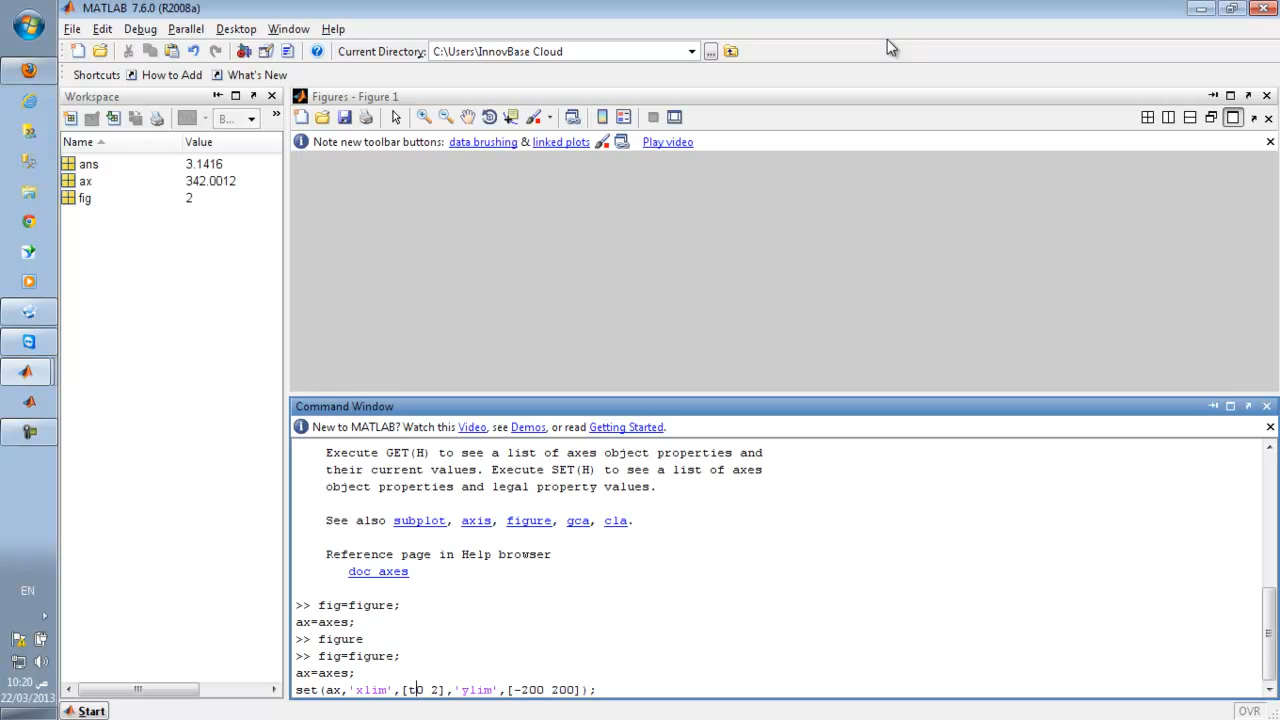 MATLAB 7.6.0 (R2008a)
File Edit Debug Parallel Desktop Window Help
Current Directory: C:\Users\InnovBase Cloud
Shortcuts How to Add What's New
Workspace
B...
Name Value
ans 3.1416
ax 342.0012
fig 2
Figures - Figure 1
Note new toolbar buttons: data brushing & linked plots Play video
Command Window
New to MATLAB? Watch this Video, see Demos, or read Getting Started.
Execute GET(H) to see a list of axes object properties and
their current values. Execute SET(H) to see a list of axes
object properties and legal property values.
See also subplot, axis, figure, gca, cla.
Reference page in Help browser
doc axes
>> fig=figure;
ax=axes;
>> figure
>> fig=figure;
ax=axes;
set(ax,'xlim',[t0 2],'ylim',[-200 200]);
EN
10:20 ص
22/03/2013
Start
OVR